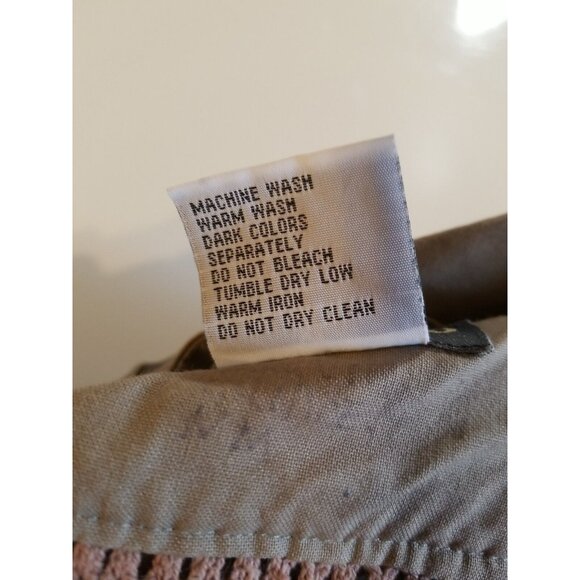 MACHINE WASH
WARM WASH
DARK COLORS
SEPARATELY
DO NOT BLEACH
TUMBLE DRY LOW
WARM IRON
DO NOT DRY CLEAN